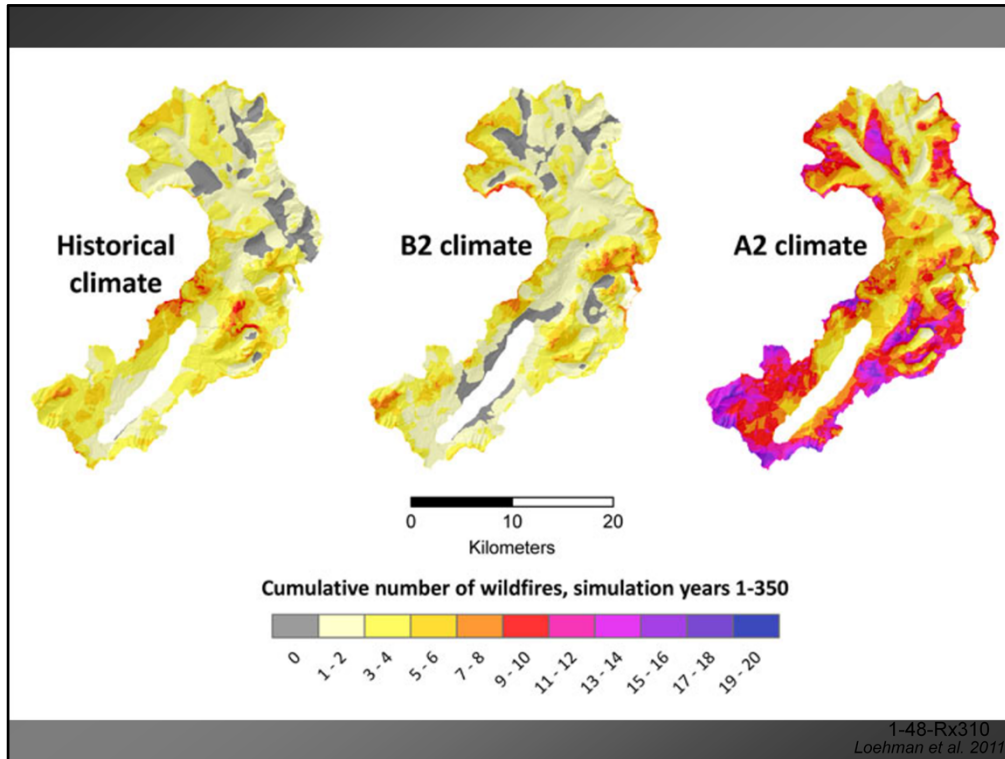 Historical
climate
B2 climate
A2 climate
0 10 20
Kilometers
Cumulative number of wildfires, simulation years 1-350
0 1 - 2 3 - 4 5 - 6 7 - 8 9 - 10 11 - 12 13 - 14 15 - 16 17 - 18 19 - 20
1-48-Rx310
Loehman et al. 2011